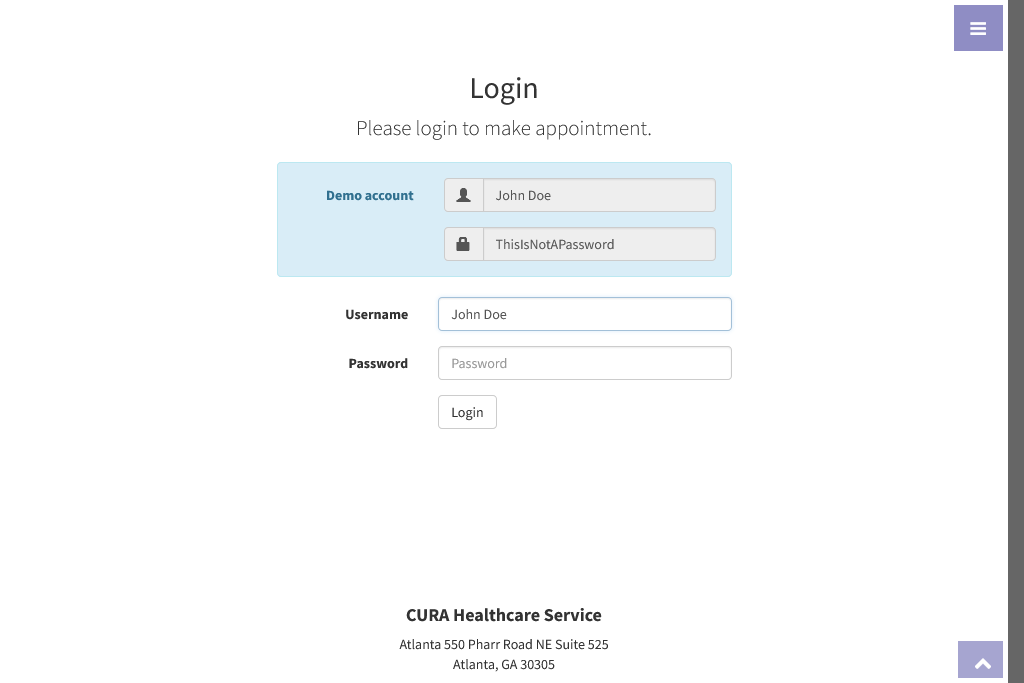 Login
Please login to make appointment.
Demo account
John Doe
ThisIsNotAPassword
Username
John Doe
Password
Password
Login
CURA Healthcare Service
Atlanta 550 Pharr Road NE Suite 525
Atlanta, GA 30305